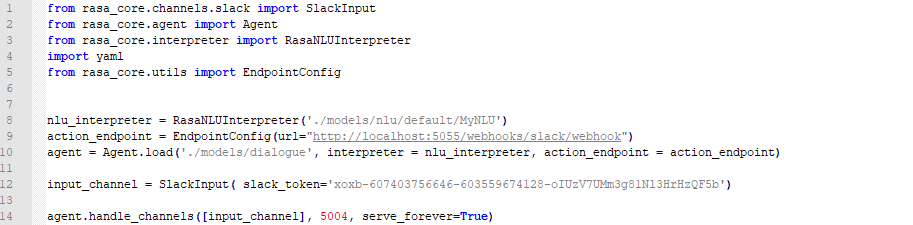 1 from rasa_core.channels.slack import SlackInput
2 from rasa_core.agent import Agent
3 from rasa_core.interpreter import RasaNLUInterpreter
4 import yaml
5 from rasa_core.utils import EndpointConfig
6
7
8 nlu_interpreter = RasaNLUInterpreter('./models/nlu/default/MyNLU')
9 action_endpoint = EndpointConfig(url="http://localhost:5055/webhooks/slack/webhook")
10 agent = Agent.load('./models/dialogue', interpreter = nlu_interpreter, action_endpoint = action_endpoint)
11
12 input_channel = SlackInput( slack_token='xoxb-607403756646-603559674128-oIUzV7UMm3g81Nl3HrHzQF5b')
13
14 agent.handle_channels([input_channel], 5004, serve_forever=True)